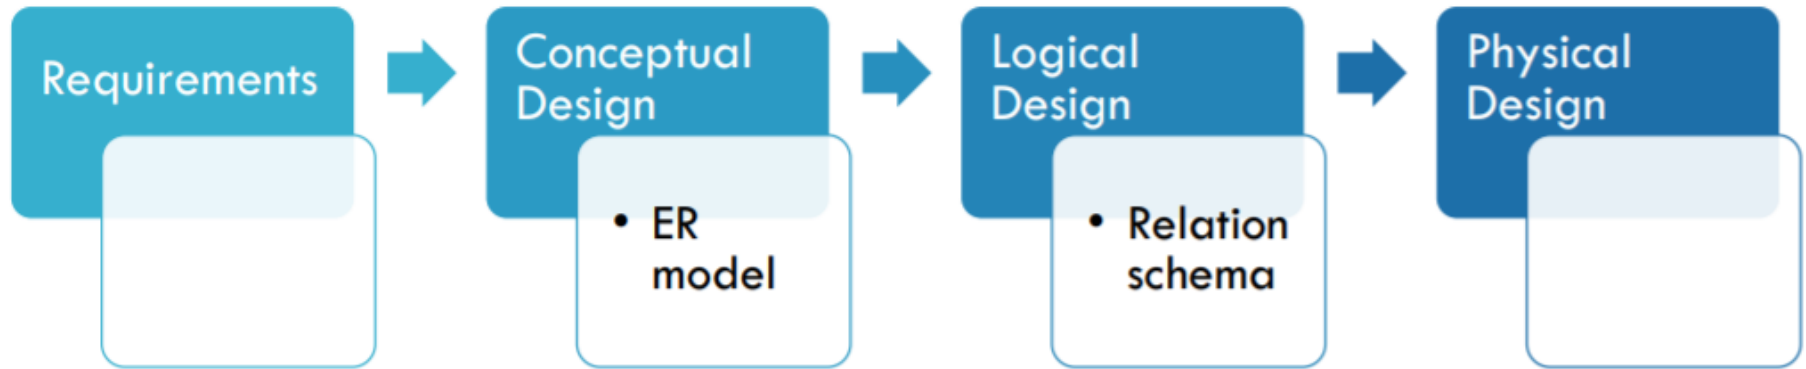 Requirements
Conceptual
Design
• ER
model
Logical
Design
• Relation
schema
Physical
Design